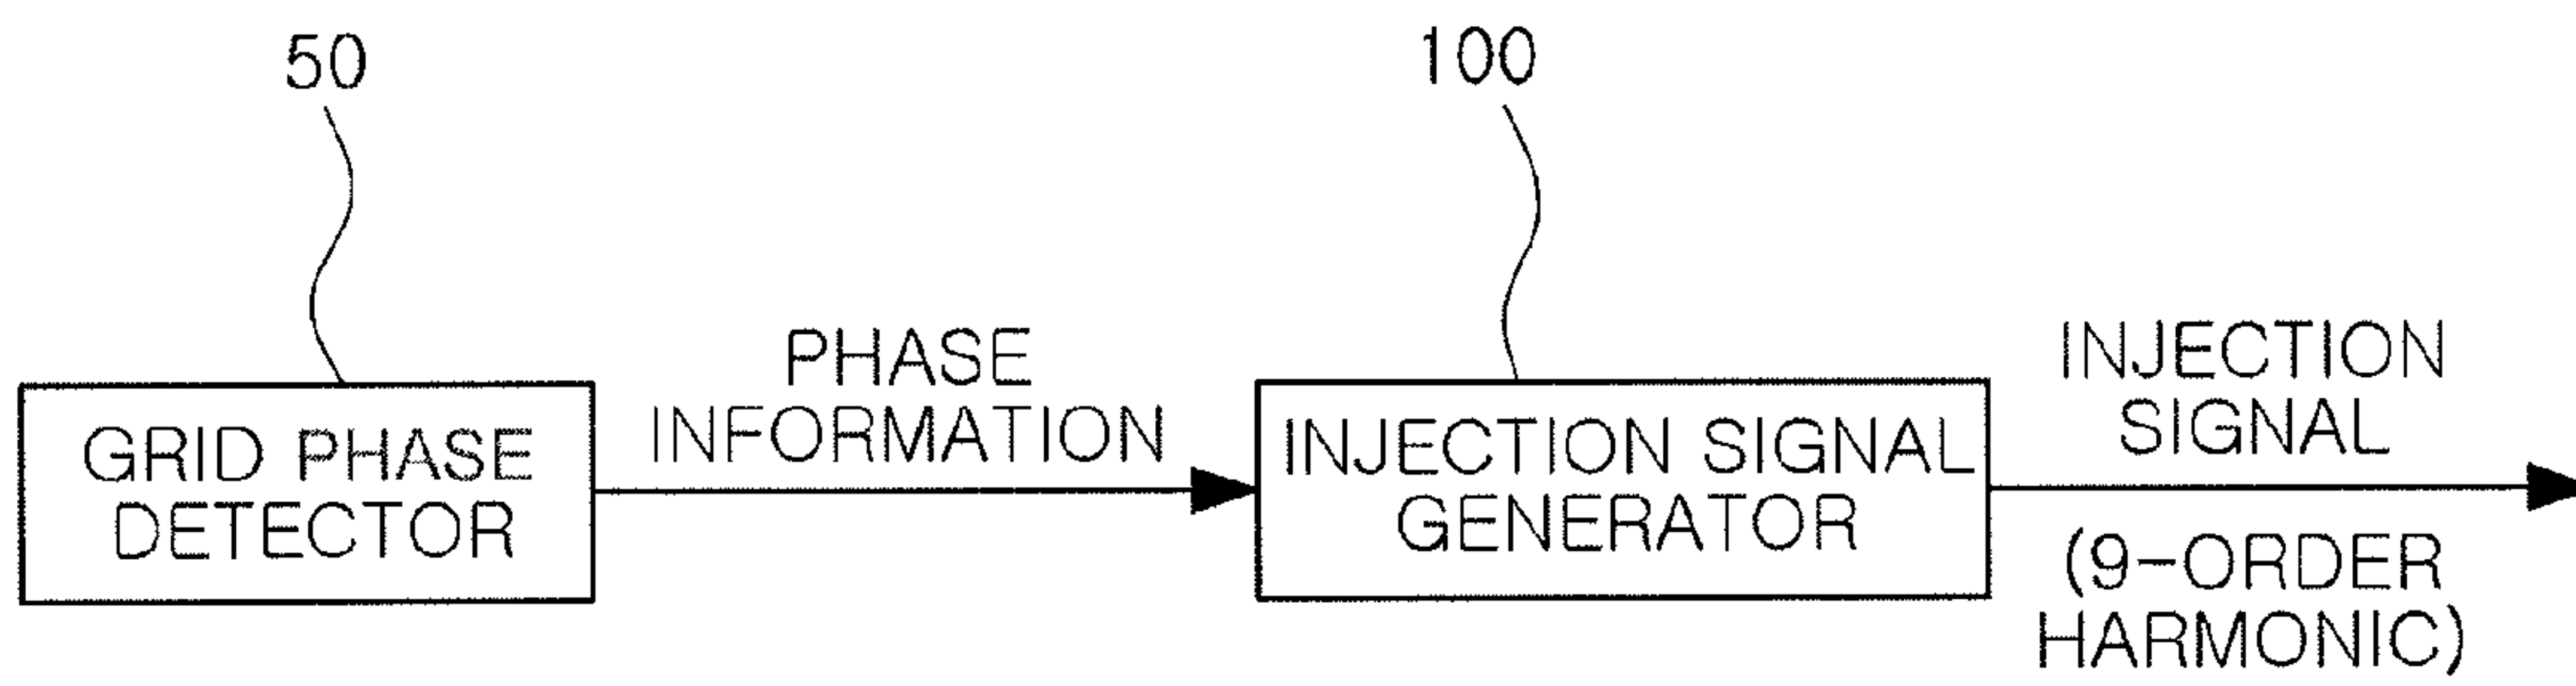 50
100
GRID PHASE
DETECTOR
PHASE
INFORMATION
INJECTION SIGNAL
GENERATOR
INJECTION
SIGNAL
(9-ORDER
HARMONIC)